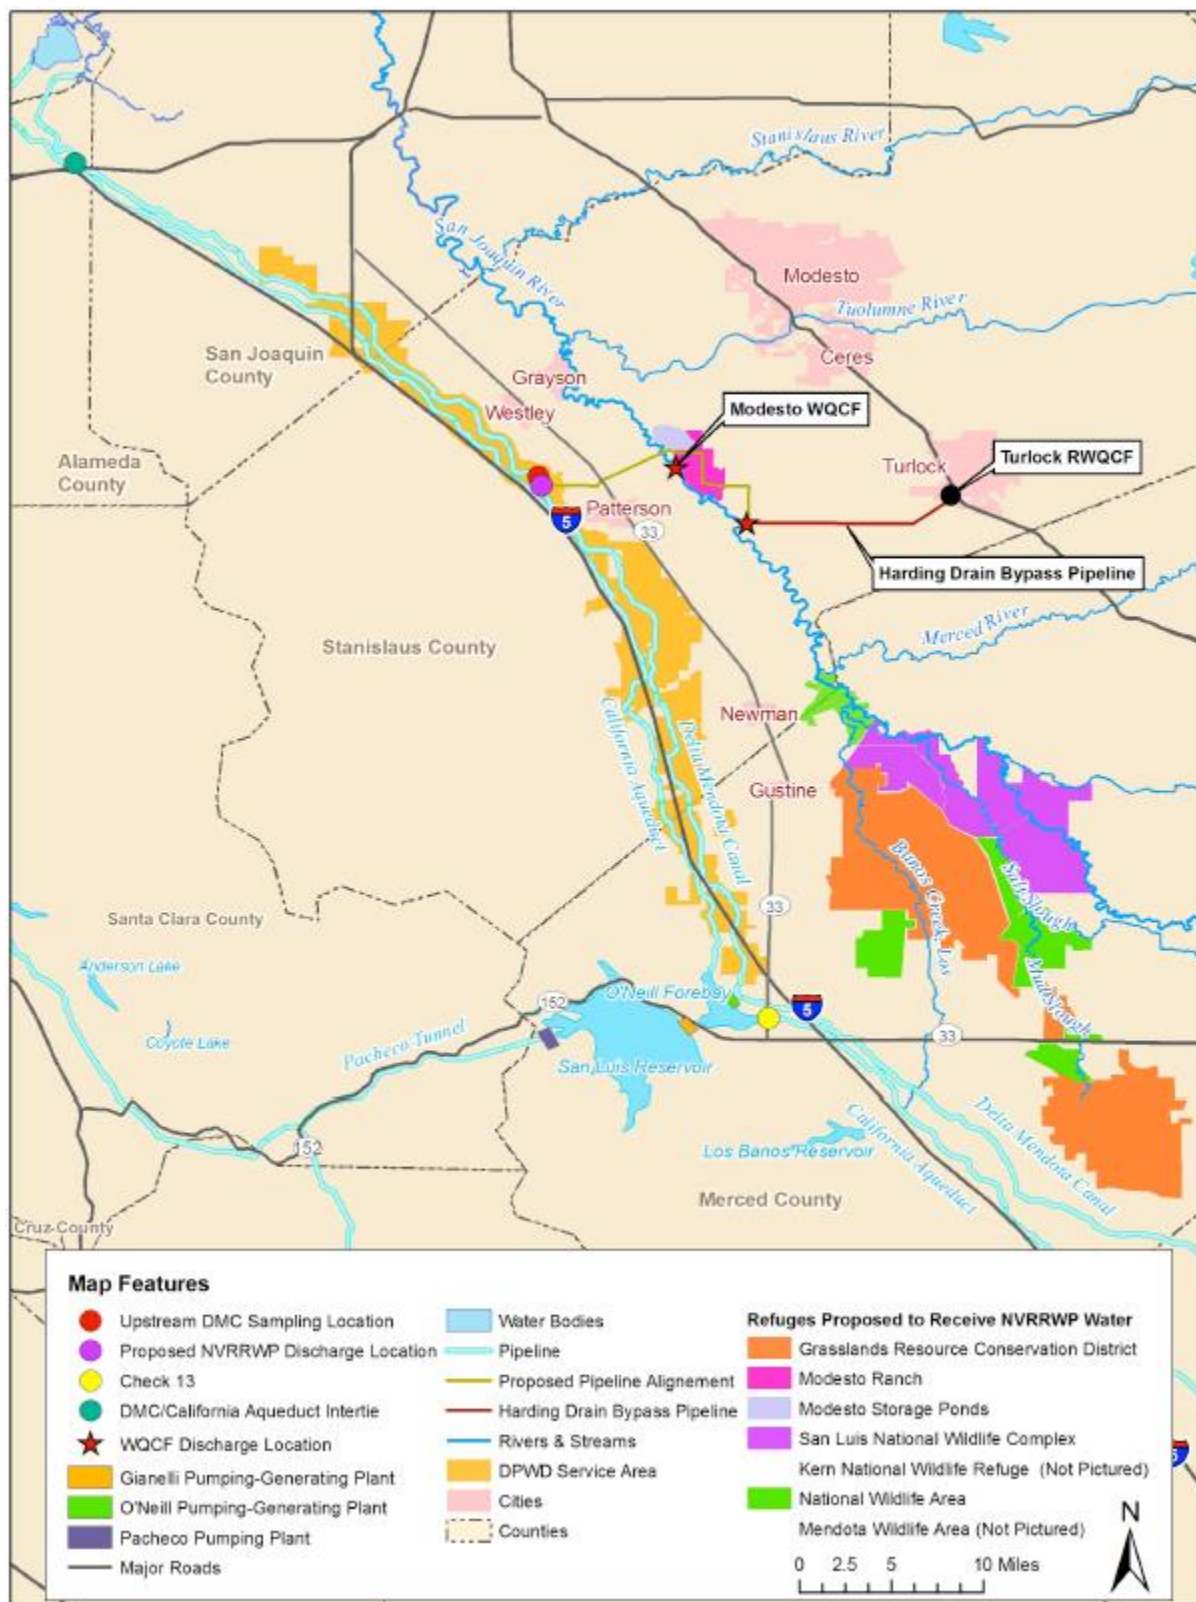 Stanislaus River
San Joaquin River
Modesto
Tuolumne River
San Joaquin
County
Ceres
Grayson
Modesto WQCF
Westley
Alameda
County
Turlock
Turlock RWQCF
Patterson
5
33
Harding Drain Bypass Pipeline
Merced River
Stanislaus County
Newman
California Aqueduct
Delta Mendota Canal
Gustine
Banos Creek, Los
Salt Slough
Santa Clara County
33
Mud Slough
Anderson Lake
O'Neill Forebay
152
5
33
Coyote Lake
Pacheco Tunnel
San Luis Reservoir
Delta Mendota Canal
California Aqueduct
152
Los Banos Reservoir
Merced County
Cruz County
Map Features
Upstream DMC Sampling Location
Proposed NVRRWP Discharge Location
Check 13
DMC/California Aqueduct Intertie
WQCF Discharge Location
Gianelli Pumping-Generating Plant
O'Neill Pumping-Generating Plant
Pacheco Pumping Plant
Major Roads
Water Bodies
Pipeline
Proposed Pipeline Alignement
Harding Drain Bypass Pipeline
Rivers & Streams
DPWD Service Area
Cities
Counties
Refuges Proposed to Receive NVRRWP Water
Grasslands Resource Conservation District
Modesto Ranch
Modesto Storage Ponds
San Luis National Wildlife Complex
Kern National Wildlife Refuge (Not Pictured)
National Wildlife Area
Mendota Wildlife Area (Not Pictured)
0 2.5 5 10 Miles
N
5